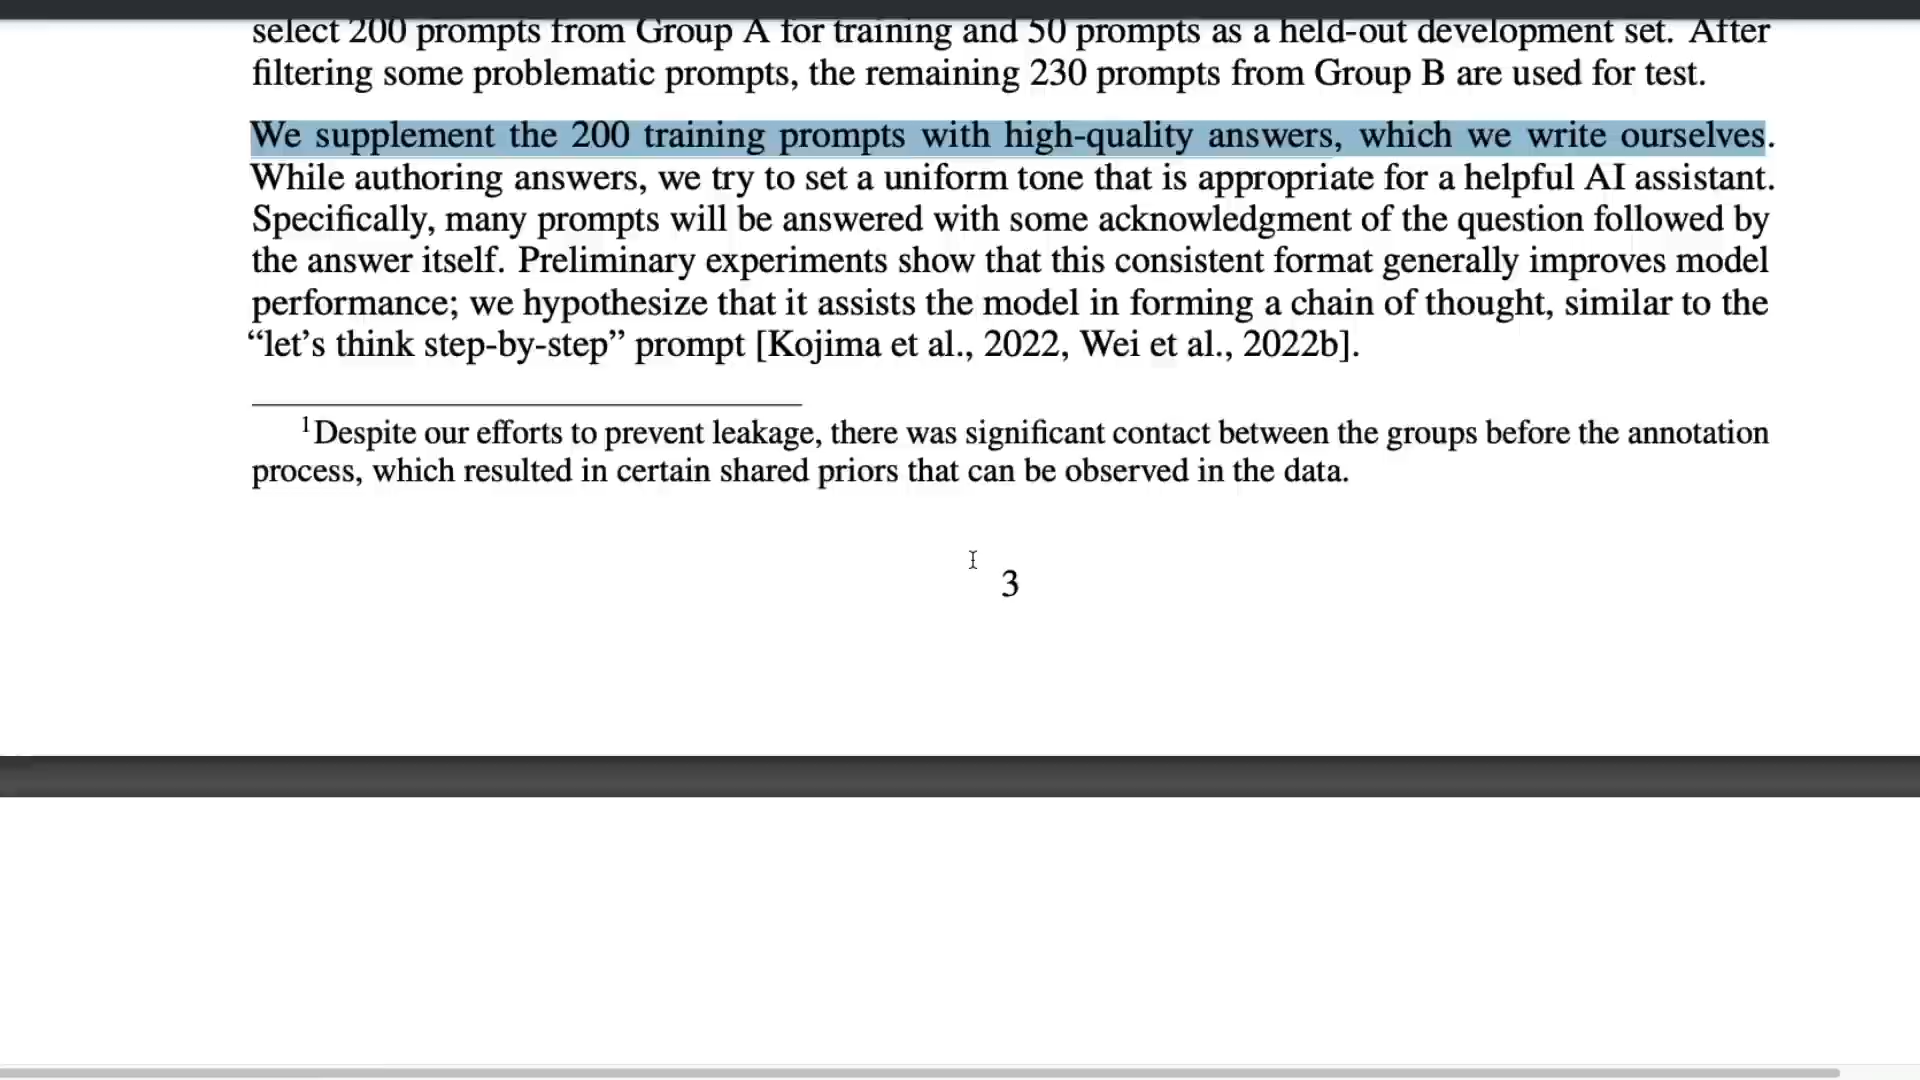 select 200 prompts from Group A for training and 50 prompts as a held-out development set. After
filtering some problematic prompts, the remaining 230 prompts from Group B are used for test.
We supplement the 200 training prompts with high-quality answers, which we write ourselves.
While authoring answers, we try to set a uniform tone that is appropriate for a helpful AI assistant.
Specifically, many prompts will be answered with some acknowledgment of the question followed by
the answer itself. Preliminary experiments show that this consistent format generally improves model
performance; we hypothesize that it assists the model in forming a chain of thought, similar to the
“let’s think step-by-step” prompt [Kojima et al., 2022, Wei et al., 2022b].
1Despite our efforts to prevent leakage, there was significant contact between the groups before the annotation
process, which resulted in certain shared priors that can be observed in the data.
3